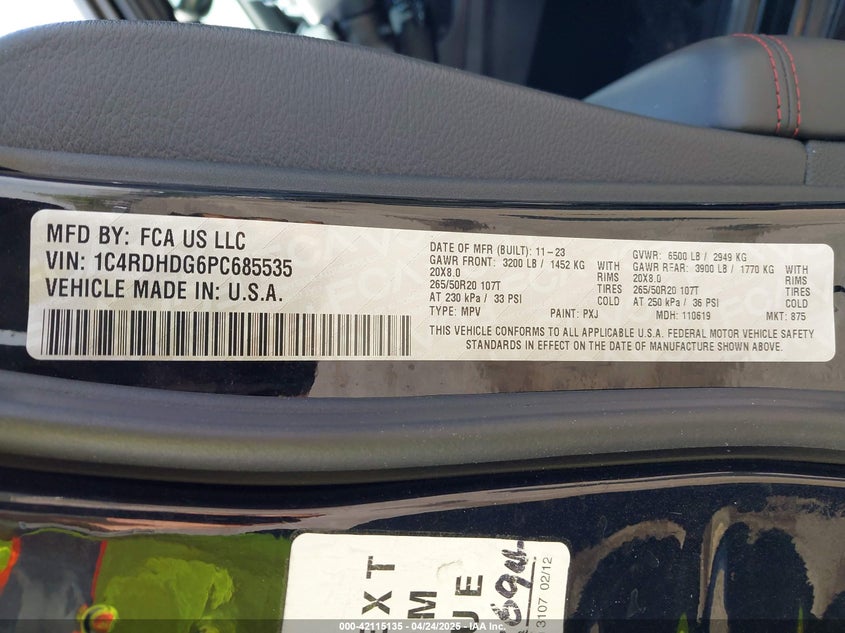 MFD BY: FCA US LLC
VIN: 1C4RDHDG6PC685535
VEHICLE MADE IN: U.S.A.
DATE OF MFR (BUILT): 11-23
GVWR: 6500 LB / 2949 KG
GAWR FRONT: 3200 LB / 1452 KG WITH
GAWR REAR: 3900 LB / 1770 KG WITH
20X8.0 RIMS
20X8.0 RIMS
265/50R20 107T TIRES
265/50R20 107T TIRES
AT 230 kPa / 33 PSI COLD
AT 250 kPa / 36 PSI COLD
TYPE: MPV PAINT: PXJ MDH: 110619 MKT: 875
THIS VEHICLE CONFORMS TO ALL APPLICABLE U.S.A. FEDERAL MOTOR VEHICLE SAFETY
STANDARDS IN EFFECT ON THE DATE OF MANUFACTURE SHOWN ABOVE.
EXT
M
UE
3107 02/12
000-42115135 - 04/24/2025 - IAA Inc.